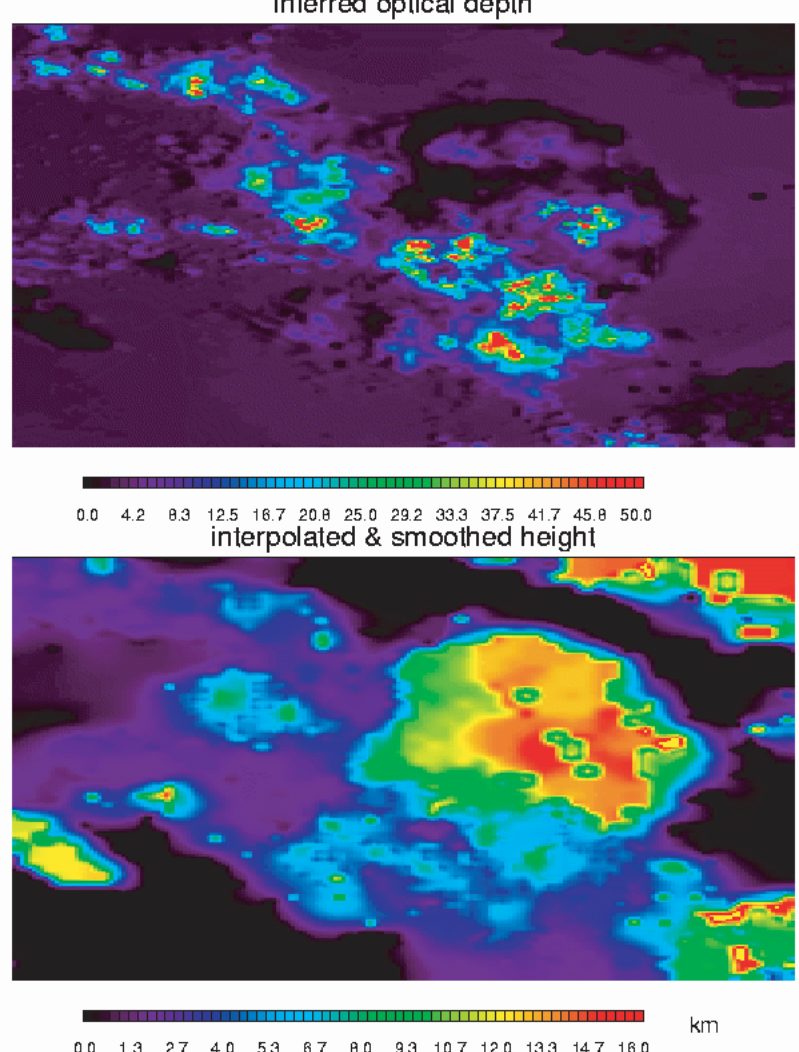 inferred optical depth
0.0 4.2 8.3 12.5 16.7 20.8 25.0 29.2 33.3 37.5 41.7 45.8 50.0
interpolated & smoothed height
km
0.0 1.3 2.7 4.0 5.3 6.7 8.0 9.3 10.7 12.0 13.3 14.7 16.0